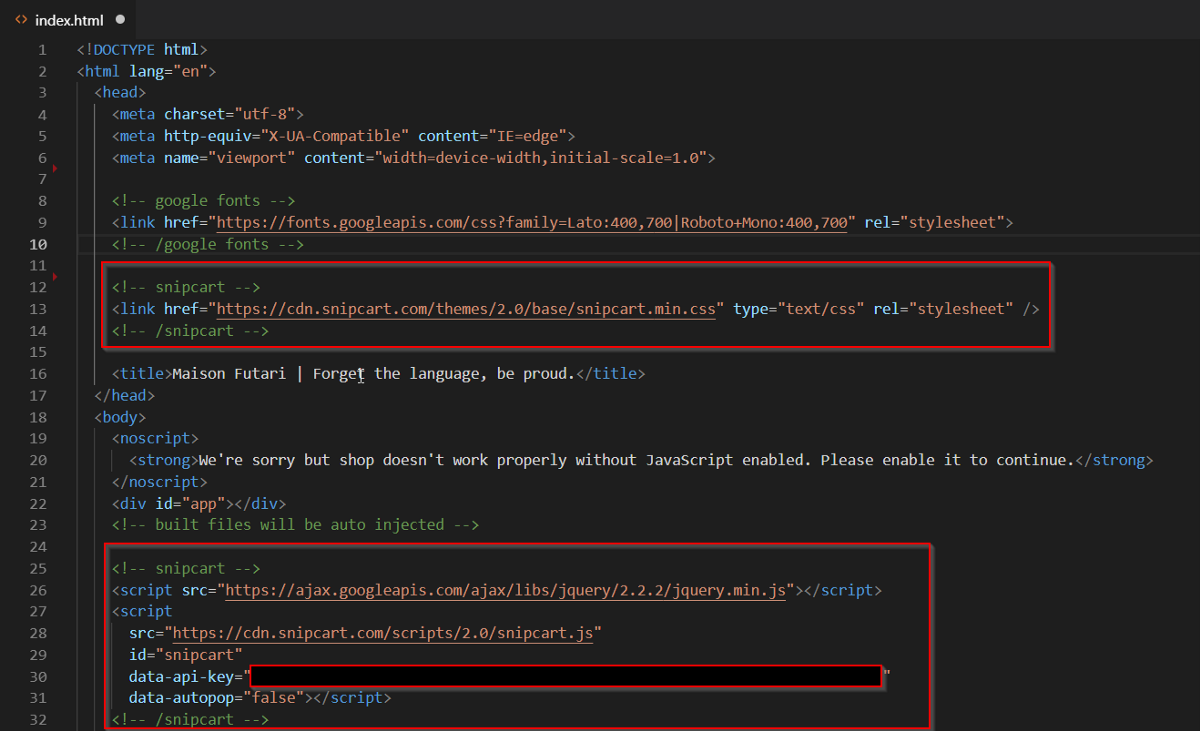 <> index.html ●
1 <!DOCTYPE html>
2 <html lang="en">
3 <head>
4 <meta charset="utf-8">
5 <meta http-equiv="X-UA-Compatible" content="IE=edge">
6 <meta name="viewport" content="width=device-width,initial-scale=1.0">
7
8 <!-- google fonts -->
9 <link href="https://fonts.googleapis.com/css?family=Lato:400,700|Roboto+Mono:400,700" rel="stylesheet">
10 <!-- /google fonts -->
11
12 <!-- snipcart -->
13 <link href="https://cdn.snipcart.com/themes/2.0/base/snipcart.min.css" type="text/css" rel="stylesheet" />
14 <!-- /snipcart -->
15
16 <title>Maison Futari | Forget the language, be proud.</title>
17 </head>
18 <body>
19 <noscript>
20 <strong>We're sorry but shop doesn't work properly without JavaScript enabled. Please enable it to continue.</strong>
21 </noscript>
22 <div id="app"></div>
23 <!-- built files will be auto injected -->
24
25 <!-- snipcart -->
26 <script src="https://ajax.googleapis.com/ajax/libs/jquery/2.2.2/jquery.min.js"></script>
27 <script
28 src="https://cdn.snipcart.com/scripts/2.0/snipcart.js"
29 id="snipcart"
30 data-api-key=" "
31 data-autopop="false"></script>
32 <!-- /snipcart -->